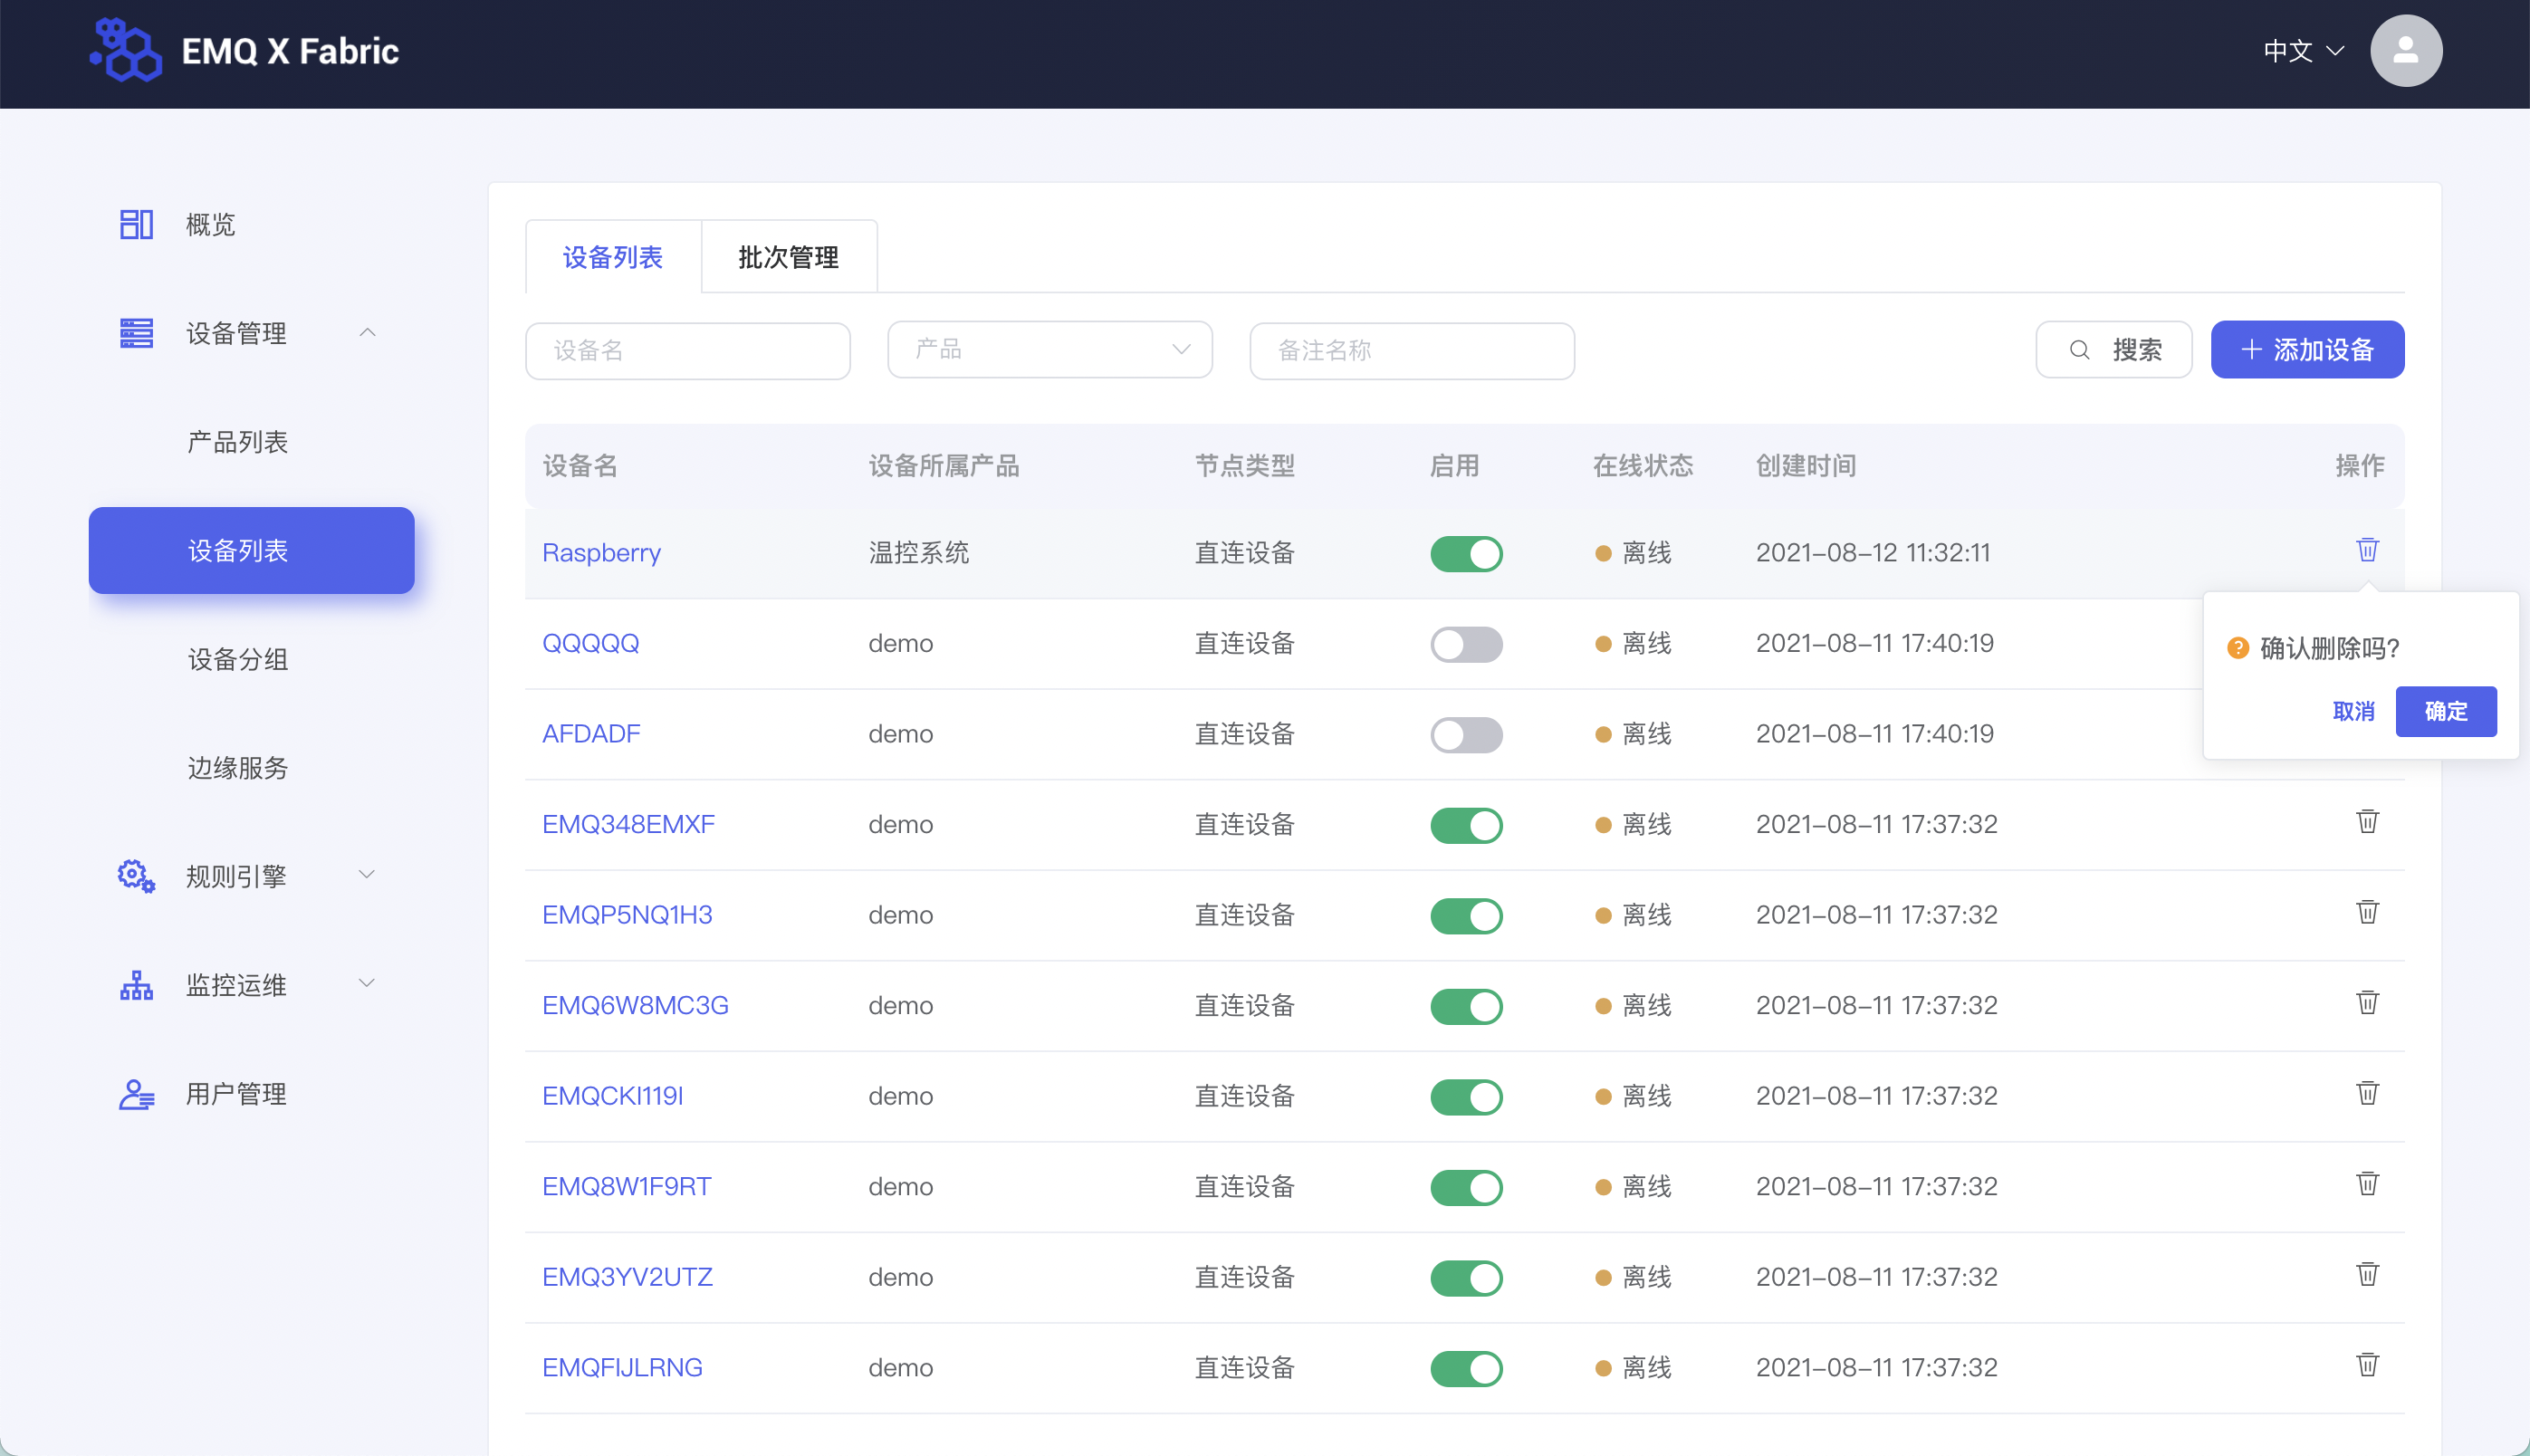 EMQ X Fabric
中文
概览
设备管理
产品列表
设备列表
设备分组
边缘服务
规则引擎
监控运维
用户管理
设备列表 批次管理
设备名 产品 备注名称 搜索 添加设备
设备名 设备所属产品 节点类型 启用 在线状态 创建时间 操作
Raspberry 温控系统 直连设备 离线 2021-08-12 11:32:11
QQQQQ demo 直连设备 离线 2021-08-11 17:40:19
确认删除吗?
取消 确定
AFDADF demo 直连设备 离线 2021-08-11 17:40:19
EMQ348EMXF demo 直连设备 离线 2021-08-11 17:37:32
EMQP5NQ1H3 demo 直连设备 离线 2021-08-11 17:37:32
EMQ6W8MC3G demo 直连设备 离线 2021-08-11 17:37:32
EMQCKI119I demo 直连设备 离线 2021-08-11 17:37:32
EMQ8W1F9RT demo 直连设备 离线 2021-08-11 17:37:32
EMQ3YV2UTZ demo 直连设备 离线 2021-08-11 17:37:32
EMQFIJLRNG demo 直连设备 离线 2021-08-11 17:37:32